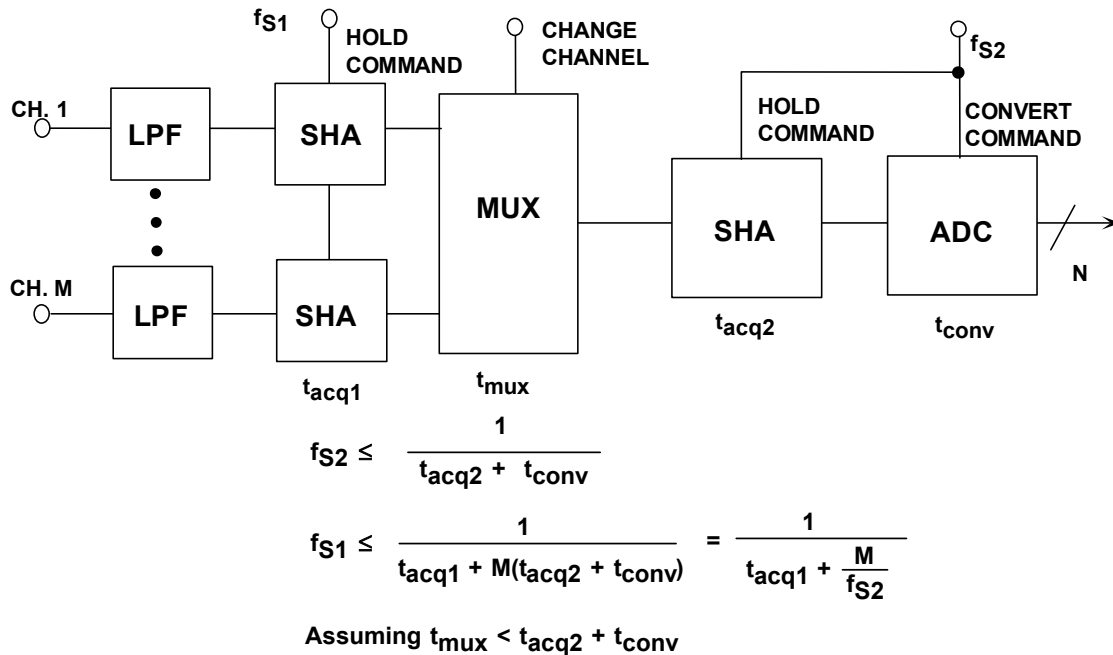 fS1
HOLD
COMMAND
CHANGE
CHANNEL
fS2
CH. 1
LPF
SHA
HOLD
COMMAND
CONVERT
COMMAND
MUX
SHA
ADC
N
CH. M
LPF
SHA
tacq1
tmux
tacq2
tconv
fS2 ≤ 1 / (tacq2 + tconv)
fS1 ≤ 1 / (tacq1 + M(tacq2 + tconv)) = 1 / (tacq1 + M / fS2)
Assuming tmux < tacq2 + tconv